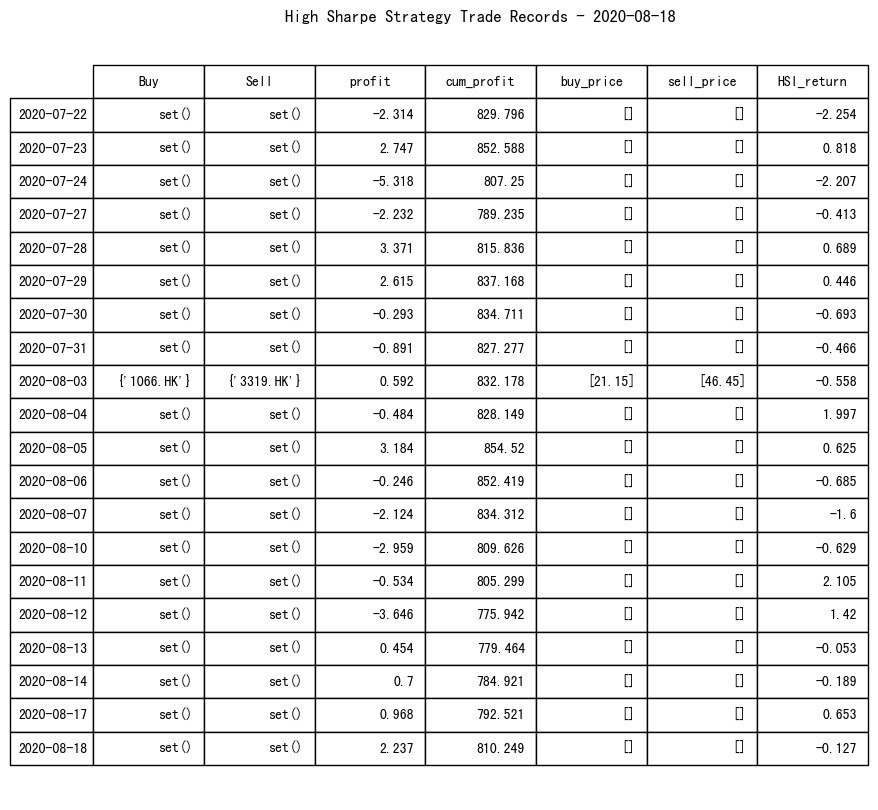 High Sharpe Strategy Trade Records - 2020-08-18
Buy Sell profit cum_profit buy_price sell_price HSI_return
2020-07-22 set() set() -2.314 829.796 [] [] -2.254
2020-07-23 set() set() 2.747 852.588 [] [] 0.818
2020-07-24 set() set() -5.318 807.25 [] [] -2.207
2020-07-27 set() set() -2.232 789.235 [] [] -0.413
2020-07-28 set() set() 3.371 815.836 [] [] 0.689
2020-07-29 set() set() 2.615 837.168 [] [] 0.446
2020-07-30 set() set() -0.293 834.711 [] [] -0.693
2020-07-31 set() set() -0.891 827.277 [] [] -0.466
2020-08-03 {'1066.HK'} {'3319.HK'} 0.592 832.178 [21.15] [46.45] -0.558
2020-08-04 set() set() -0.484 828.149 [] [] 1.997
2020-08-05 set() set() 3.184 854.52 [] [] 0.625
2020-08-06 set() set() -0.246 852.419 [] [] -0.685
2020-08-07 set() set() -2.124 834.312 [] [] -1.6
2020-08-10 set() set() -2.959 809.626 [] [] -0.629
2020-08-11 set() set() -0.534 805.299 [] [] 2.105
2020-08-12 set() set() -3.646 775.942 [] [] 1.42
2020-08-13 set() set() 0.454 779.464 [] [] -0.053
2020-08-14 set() set() 0.7 784.921 [] [] -0.189
2020-08-17 set() set() 0.968 792.521 [] [] 0.653
2020-08-18 set() set() 2.237 810.249 [] [] -0.127